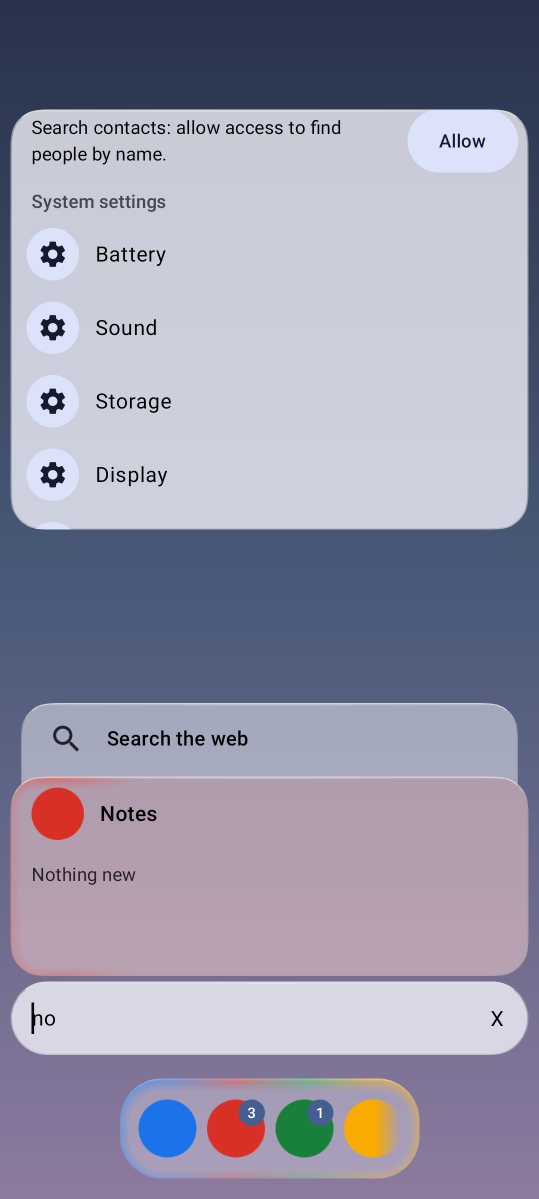 Search contacts: allow access to find
people by name.
Allow
System settings
Battery
Sound
Storage
Display
Search the web
Notes
Nothing new
no
X
3
1